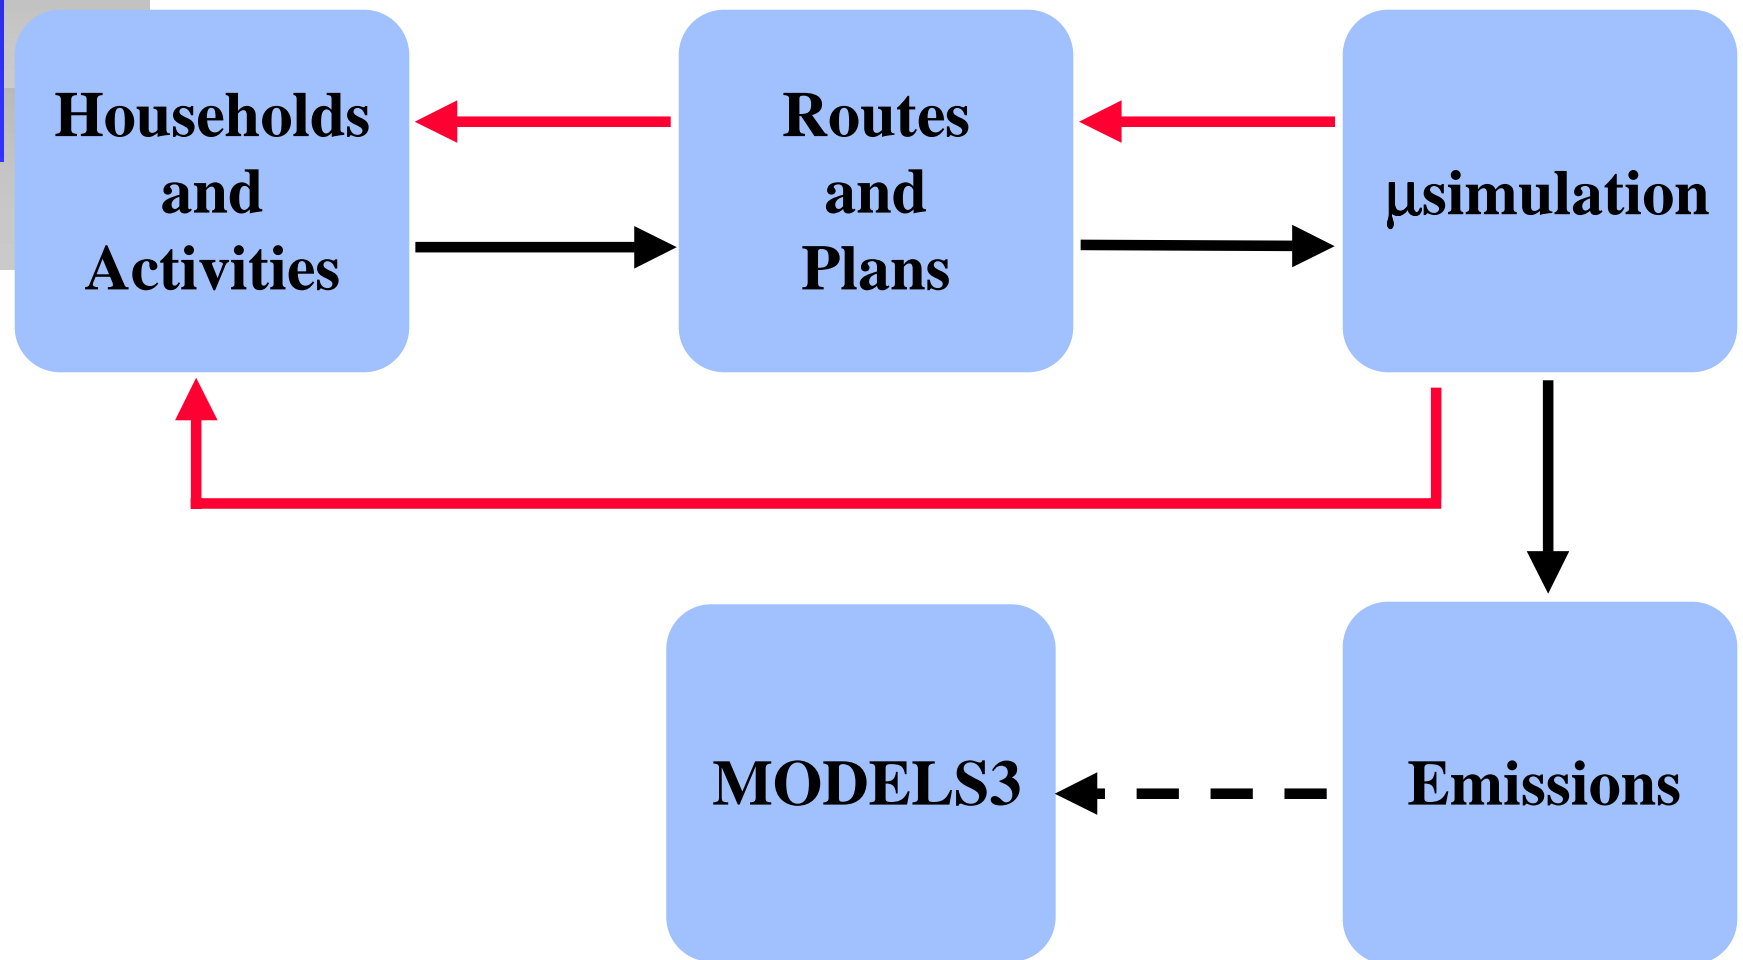 Households
and
Activities
Routes
and
Plans
μsimulation
MODELS3
Emissions